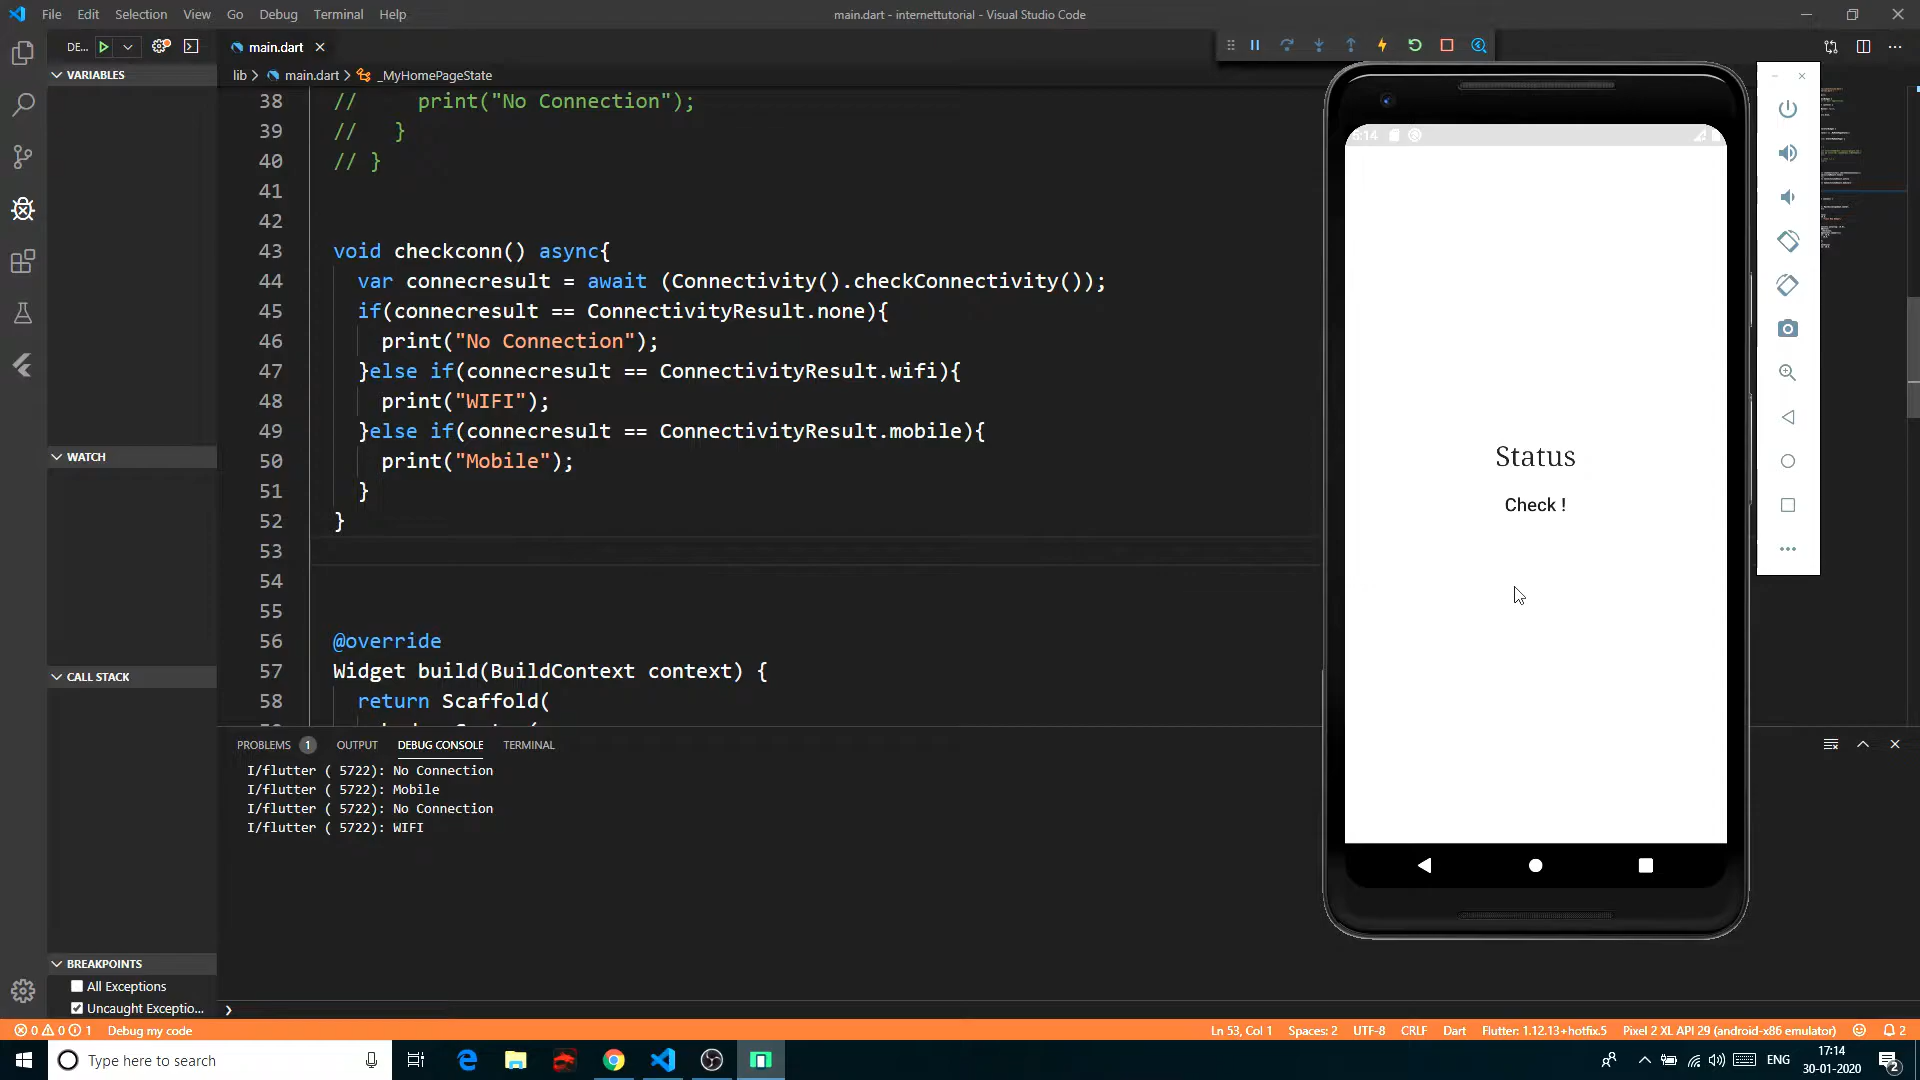 File Edit Selection View Go Debug Terminal Help
main.dart - internettutorial - Visual Studio Code
DE...
main.dart
VARIABLES
lib > main.dart > _MyHomePageState
38 //     print("No Connection");
39 //   }
40 // }
41
42
43 void checkconn() async{
44 var connecresult = await (Connectivity().checkConnectivity());
45 if(connecresult == ConnectivityResult.none){
46 print("No Connection");
47 }else if(connecresult == ConnectivityResult.wifi){
48 print("WIFI");
49 }else if(connecresult == ConnectivityResult.mobile){
50 print("Mobile");
51 }
52 }
53
54
55
56 @override
57 Widget build(BuildContext context) {
58 return Scaffold(
WATCH
CALL STACK
BREAKPOINTS
All Exceptions
Uncaught Exceptio...
Status
Check !
PROBLEMS 1 OUTPUT DEBUG CONSOLE TERMINAL
I/flutter ( 5722): No Connection
I/flutter ( 5722): Mobile
I/flutter ( 5722): No Connection
I/flutter ( 5722): WIFI
0 0 1 Debug my code
Ln 53, Col 1 Spaces: 2 UTF-8 CRLF Dart Flutter: 1.12.13+hotfix.5 Pixel 2 XL API 29 (android-x86 emulator) 2
Type here to search
ENG
17:14
30-01-2020
2